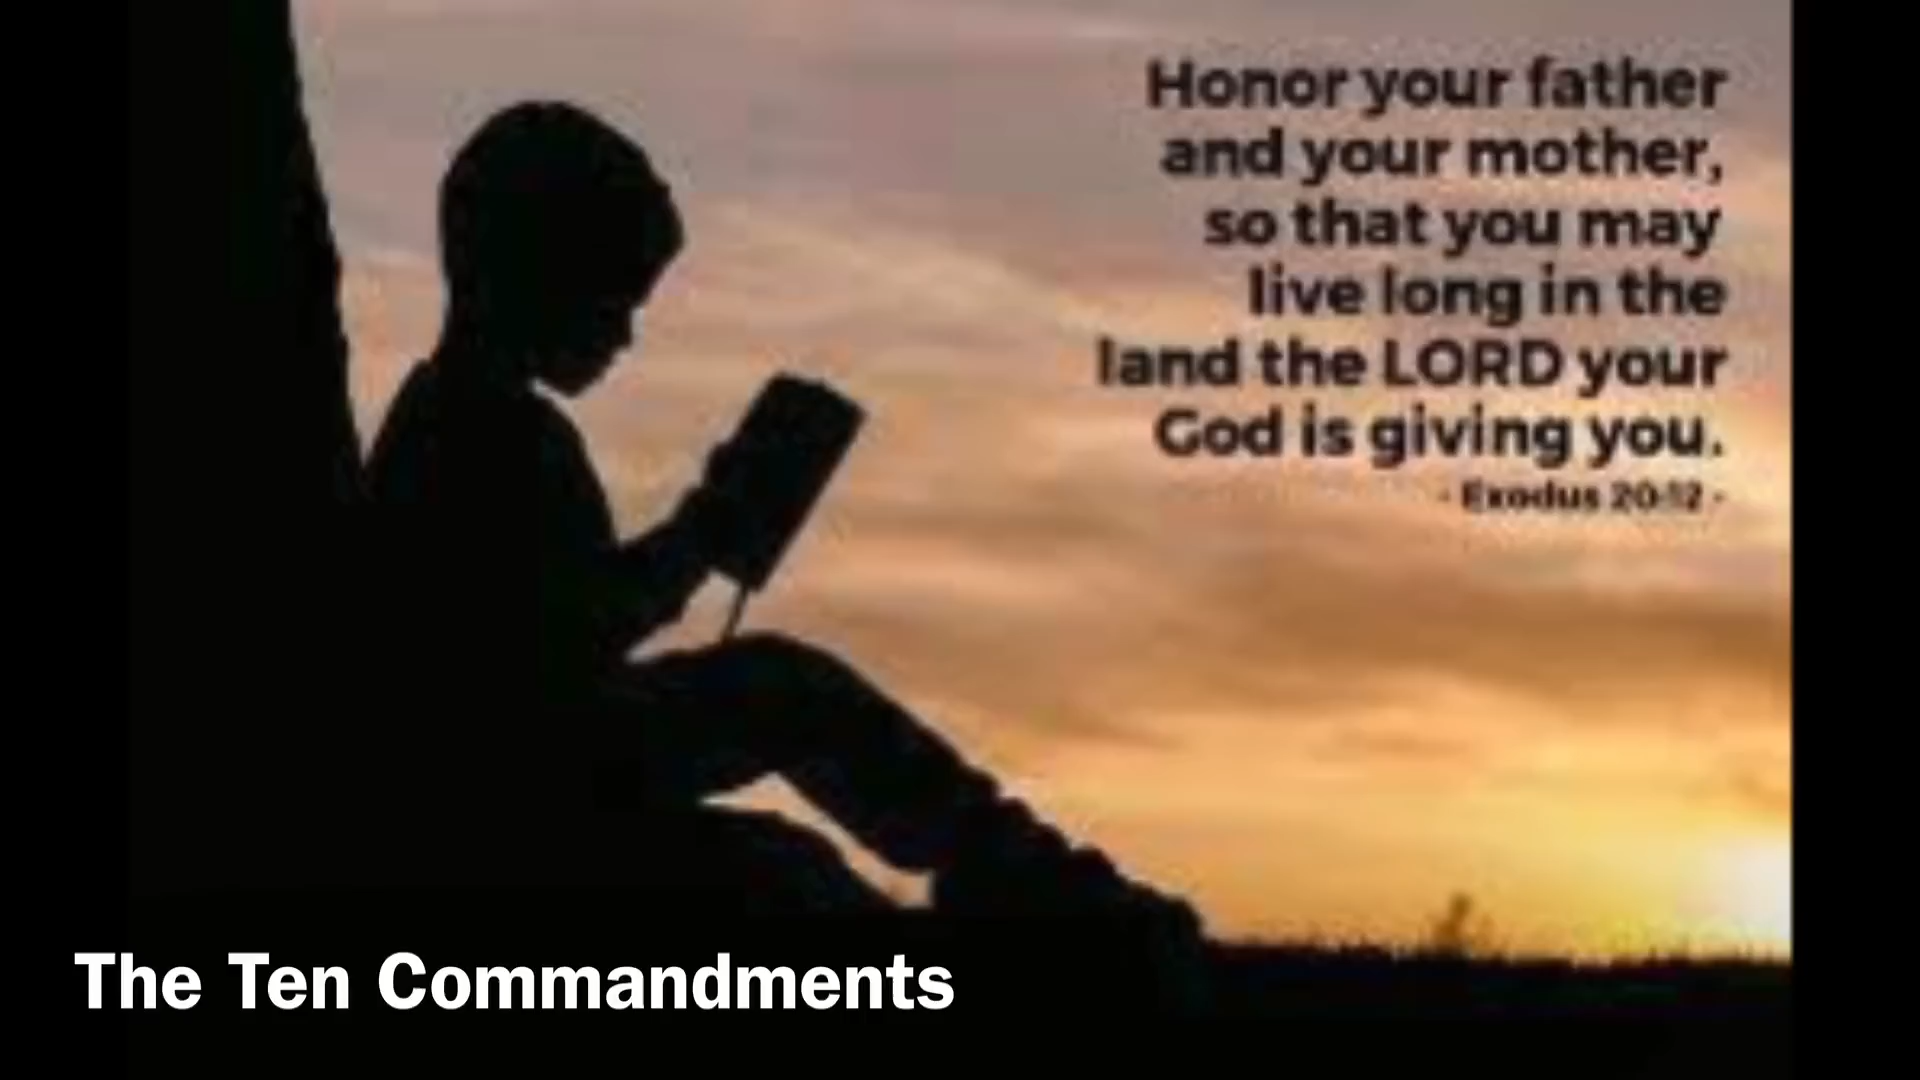 Honor your father
and your mother,
so that you may
live long in the
land the LORD your
God is giving you.
- Exodus 20:12 -
The Ten Commandments